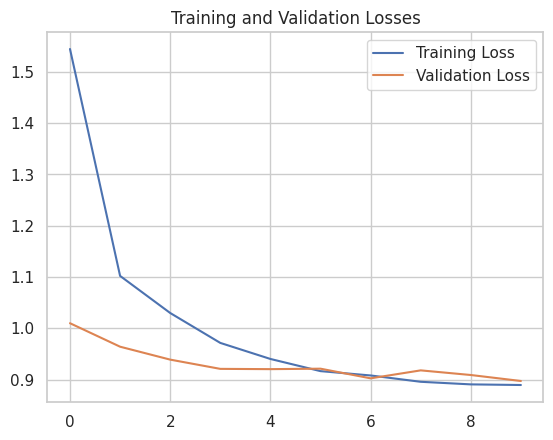 Training and Validation Losses
Training Loss
Validation Loss
1.5
1.4
1.3
1.2
1.1
1.0
0.9
0 2 4 6 8